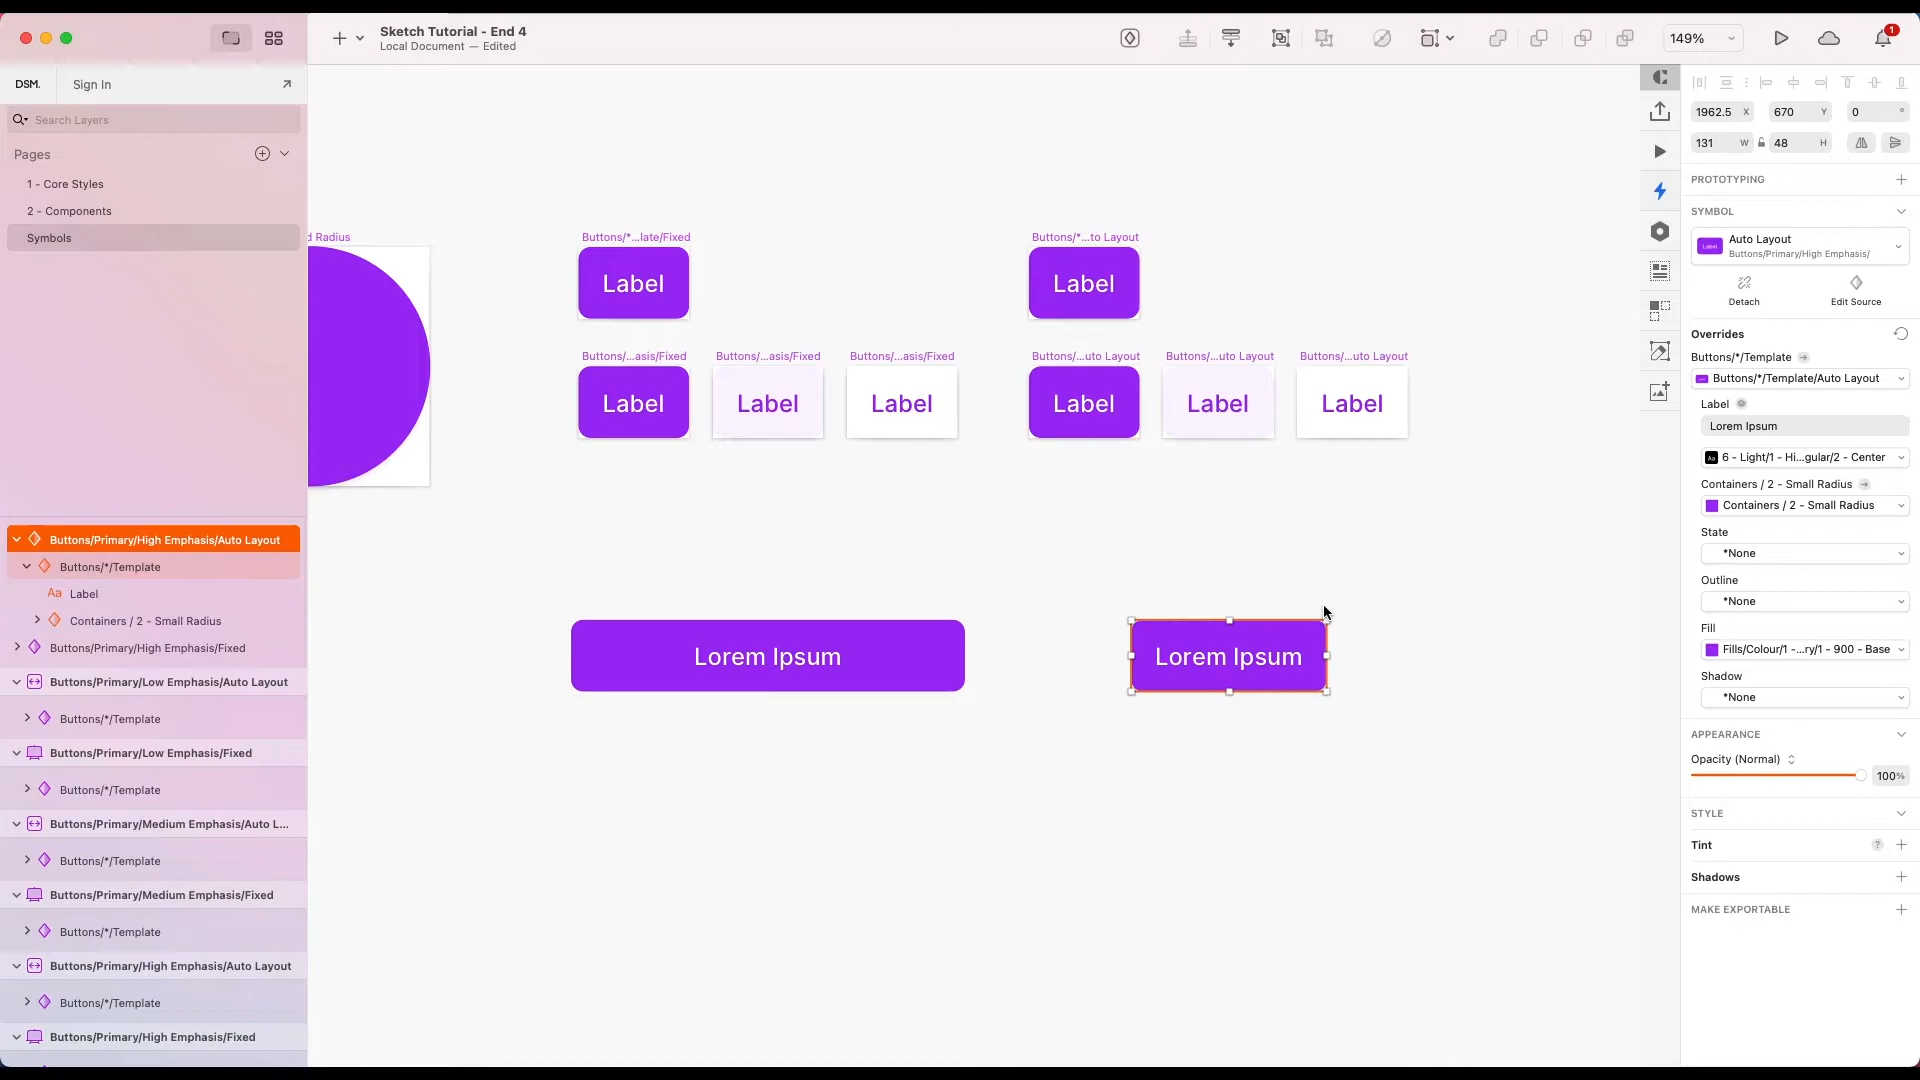 Sketch Tutorial - End 4
Local Document — Edited
149%
1
DSM.
Sign In
Search Layers
Pages
1 - Core Styles
2 - Components
Symbols
Buttons/Primary/High Emphasis/Auto Layout
Buttons/*/Template
Aa Label
Containers / 2 - Small Radius
Buttons/Primary/High Emphasis/Fixed
Buttons/Primary/Low Emphasis/Auto Layout
Buttons/*/Template
Buttons/Primary/Low Emphasis/Fixed
Buttons/*/Template
Buttons/Primary/Medium Emphasis/Auto L...
Buttons/*/Template
Buttons/Primary/Medium Emphasis/Fixed
Buttons/*/Template
Buttons/Primary/High Emphasis/Auto Layout
Buttons/*/Template
Buttons/Primary/High Emphasis/Fixed
d Radius
Buttons/*...late/Fixed
Buttons/*...to Layout
Label
Label
Buttons/...asis/Fixed
Buttons/...asis/Fixed
Buttons/...asis/Fixed
Buttons/...uto Layout
Buttons/...uto Layout
Buttons/...uto Layout
Label
Label
Label
Label
Label
Label
Lorem Ipsum
Lorem Ipsum
1962.5 X
670 Y
0 °
131 W
48 H
PROTOTYPING
SYMBOL
Label
Auto Layout
Buttons/Primary/High Emphasis/
Detach
Edit Source
Overrides
Buttons/*/Template
Buttons/*/Template/Auto Layout
Label
Lorem Ipsum
Aa 6 - Light/1 - Hi...gular/2 - Center
Containers / 2 - Small Radius
Containers / 2 - Small Radius
State
*None
Outline
*None
Fill
Fills/Colour/1 -...ry/1 - 900 - Base
Shadow
*None
APPEARANCE
Opacity (Normal)
100%
STYLE
Tint
?
Shadows
MAKE EXPORTABLE